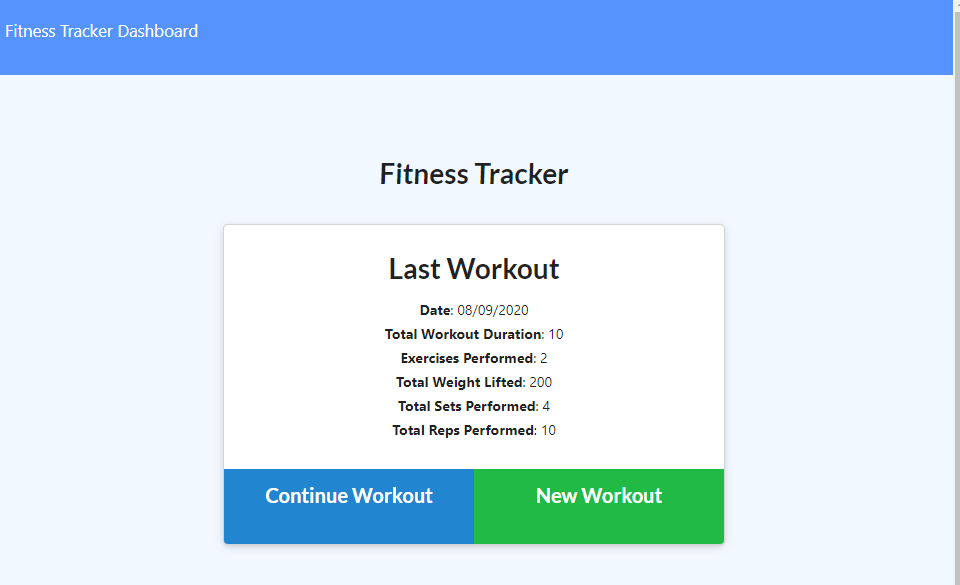 Fitness Tracker Dashboard
Fitness Tracker
Last Workout
Date: 08/09/2020
Total Workout Duration: 10
Exercises Performed: 2
Total Weight Lifted: 200
Total Sets Performed: 4
Total Reps Performed: 10
Continue Workout
New Workout